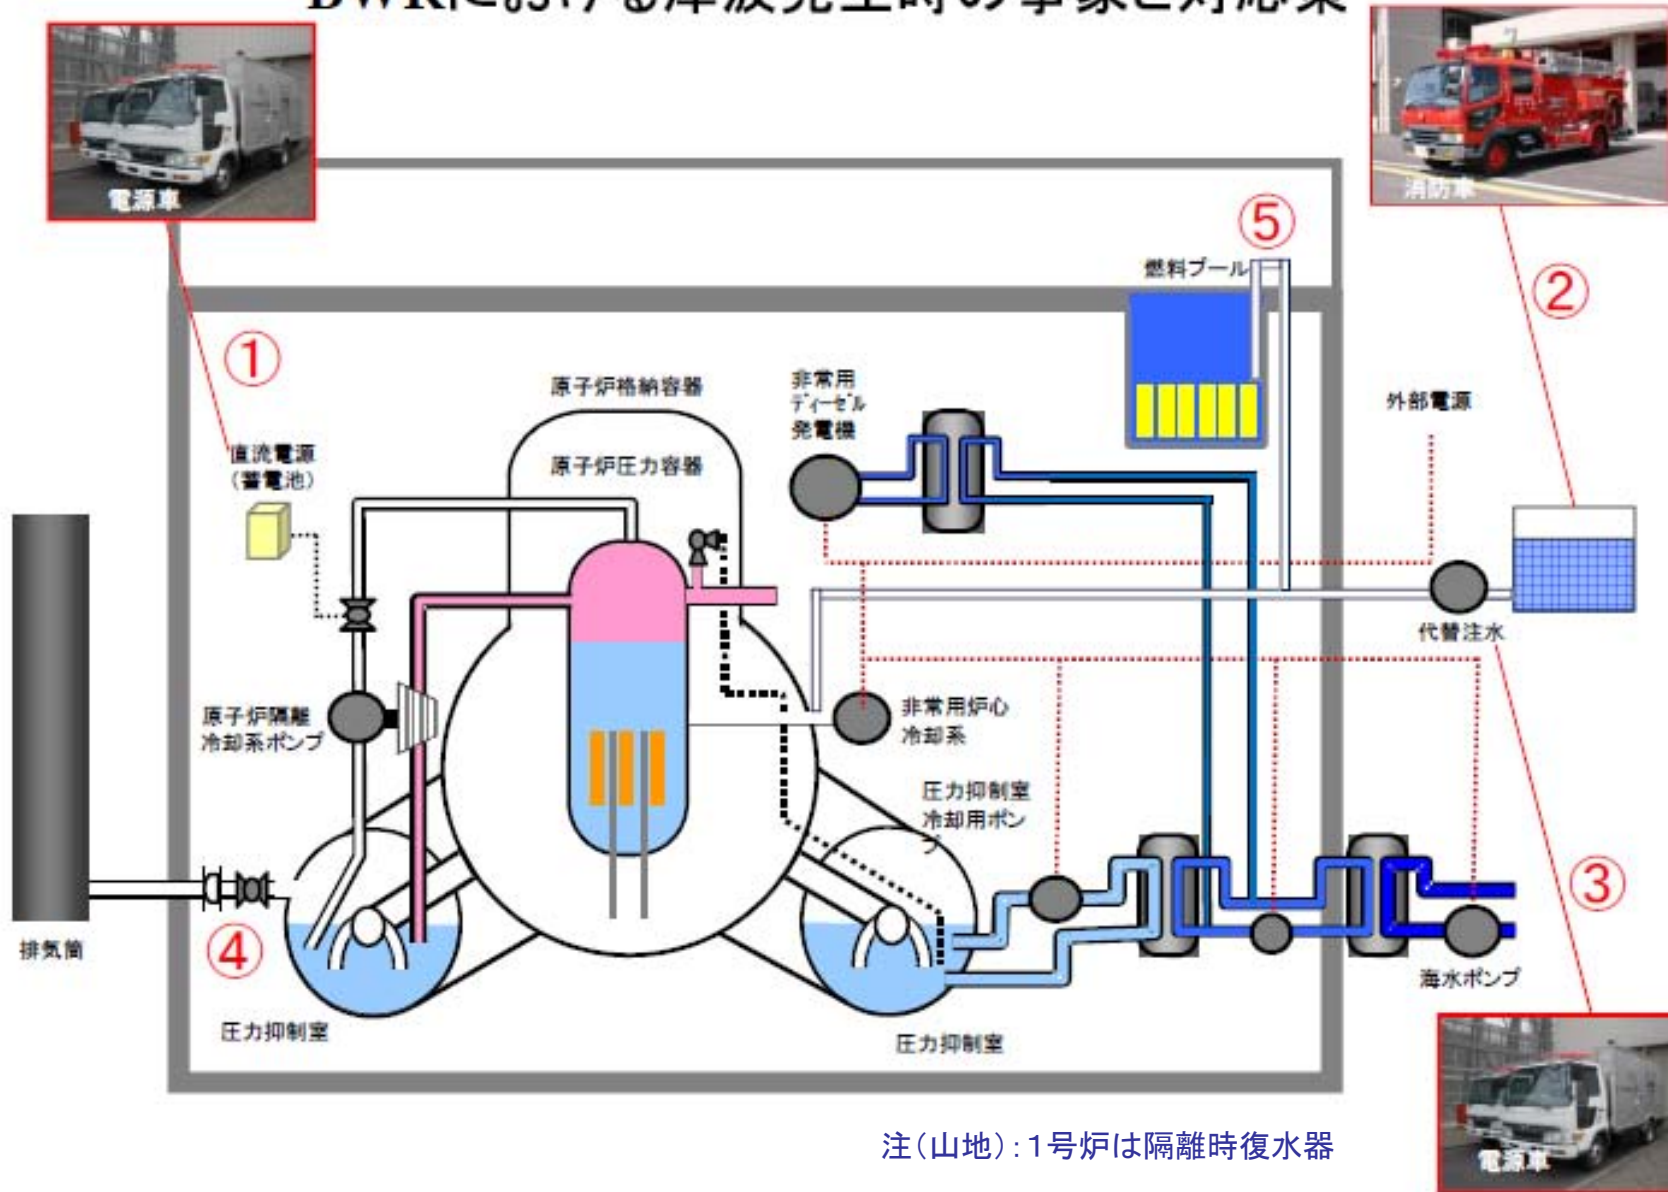 BWRにおける津波発生時の事象と対応策
電源車
消防車
⑤
燃料プール
②
①
原子炉格納容器
非常用
ディーゼル
発電機
外部電源
直流電源
（蓄電池）
原子炉圧力容器
代替注水
原子炉隔離
冷却系ポンプ
非常用炉心
冷却系
圧力抑制室
冷却用ポン
プ
③
④
排気筒
海水ポンプ
圧力抑制室
圧力抑制室
注（山地）：1号炉は隔離時復水器
電源車